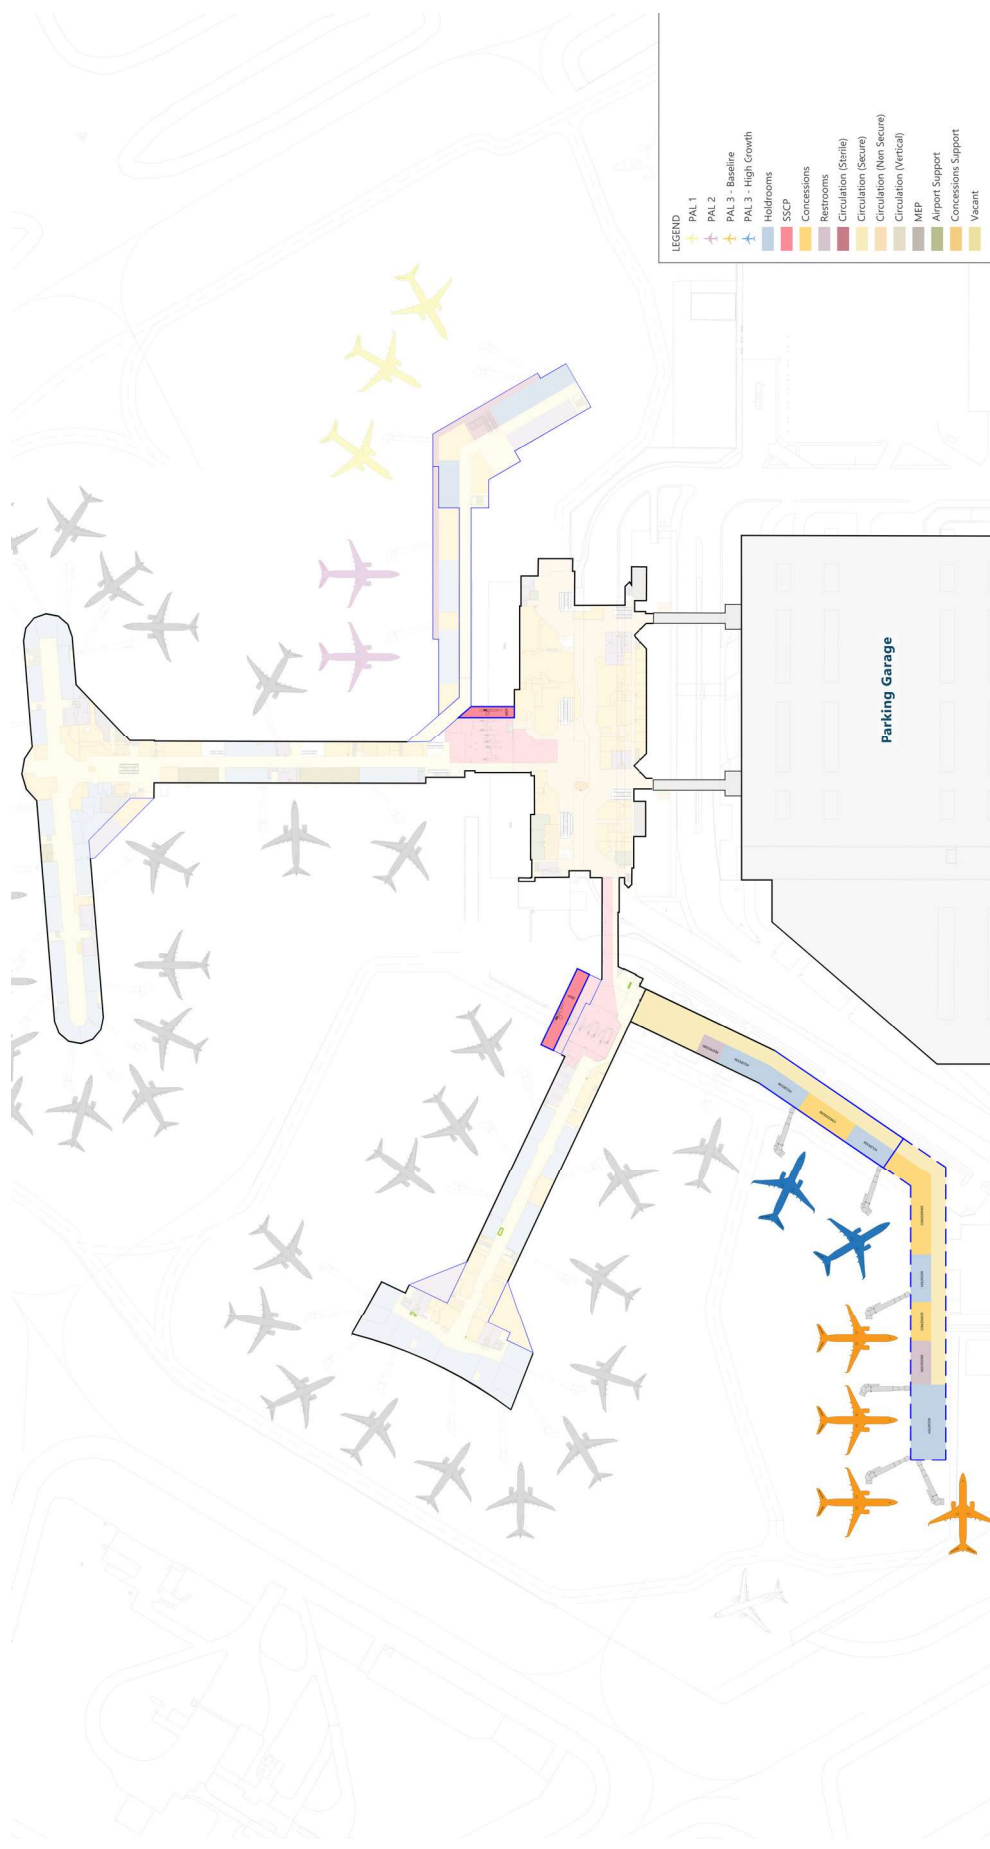 LEGEND
PAL 1
PAL 2
PAL 3 - Baseline
PAL 3 - High Growth
Holdrooms
SSCP
Concessions
Restrooms
Circulation (Sterile)
Circulation (Secure)
Circulation (Non Secure)
Circulation (Vertical)
MEP
Airport Support
Concessions Support
Vacant
Parking Garage